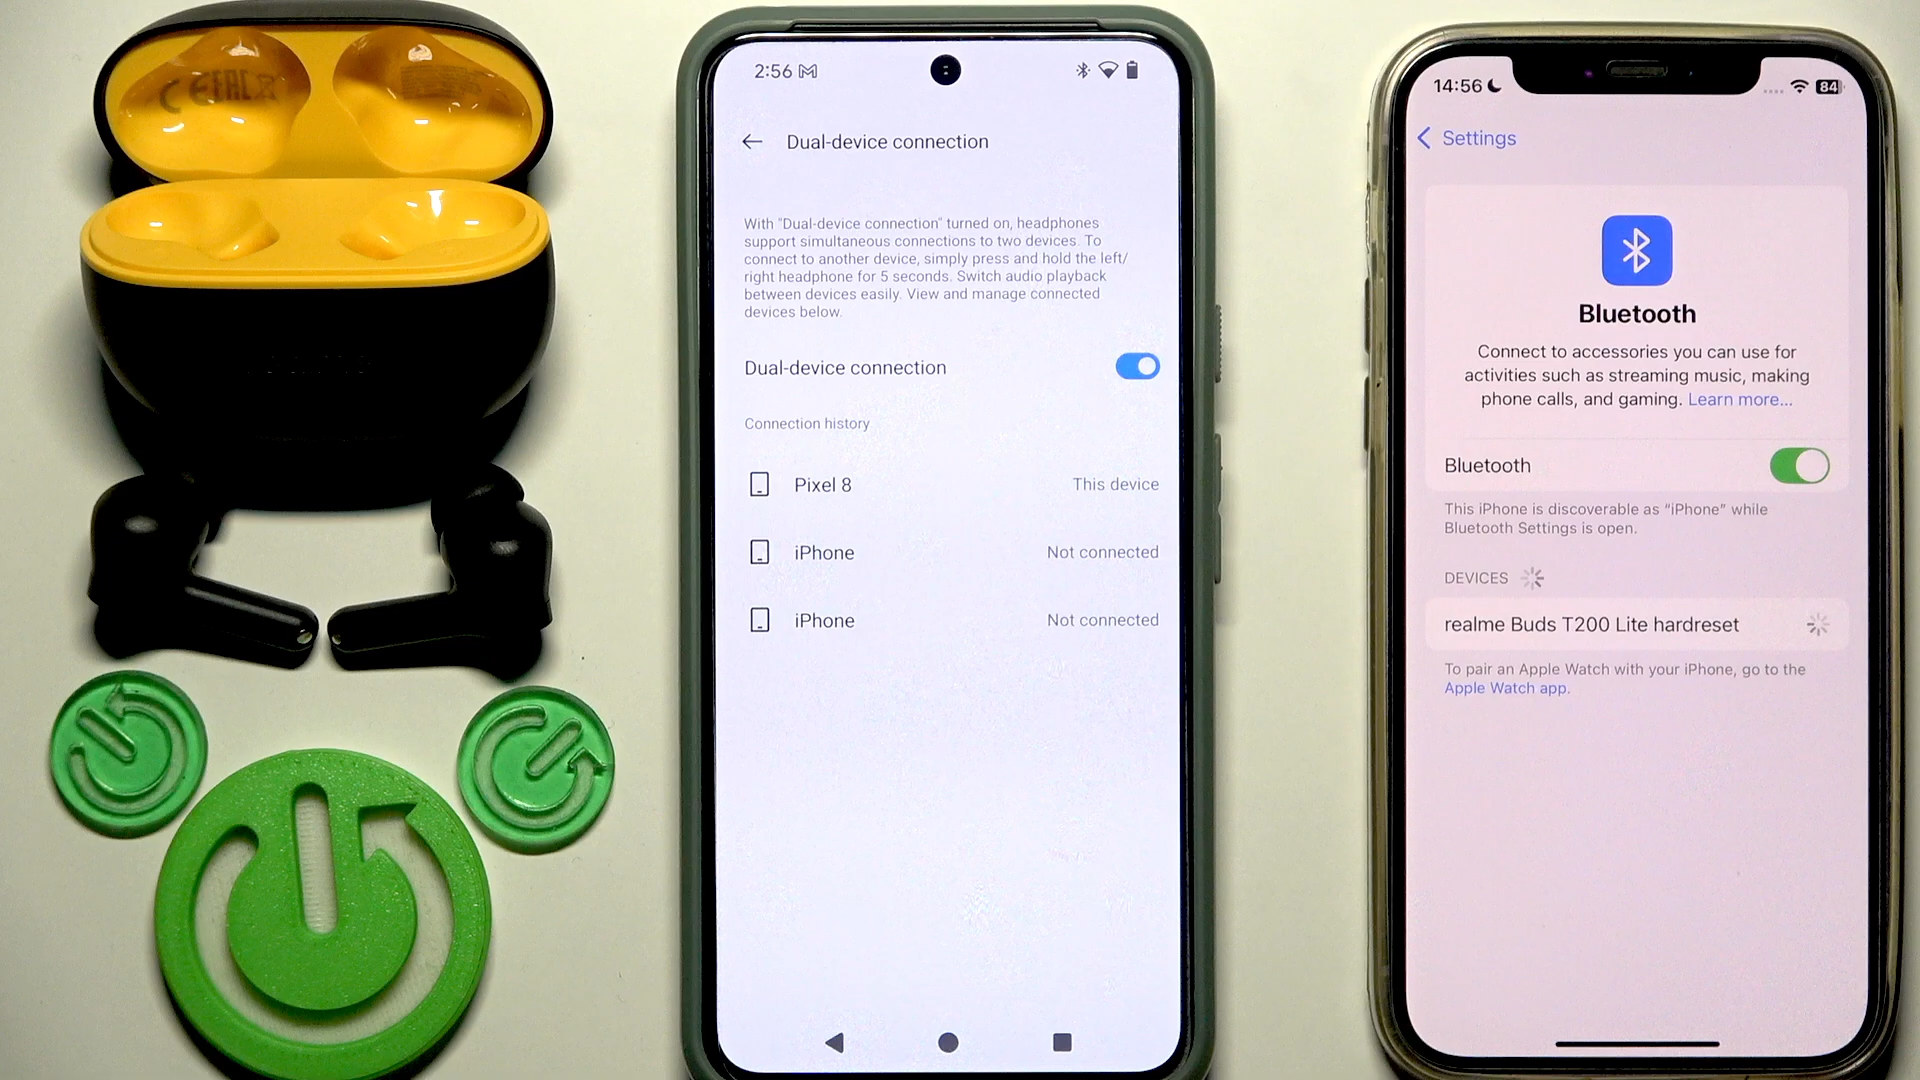 CE EAC
2:56
Dual-device connection
With "Dual-device connection" turned on, headphones
support simultaneous connections to two devices. To
connect to another device, simply press and hold the left/
right headphone for 5 seconds. Switch audio playback
between devices easily. View and manage connected
devices below.
Dual-device connection
Connection history
Pixel 8 This device
iPhone Not connected
iPhone Not connected
14:56 84
Settings
Bluetooth
Connect to accessories you can use for
activities such as streaming music, making
phone calls, and gaming. Learn more...
Bluetooth
This iPhone is discoverable as “iPhone” while
Bluetooth Settings is open.
DEVICES
realme Buds T200 Lite hardreset
To pair an Apple Watch with your iPhone, go to the
Apple Watch app.